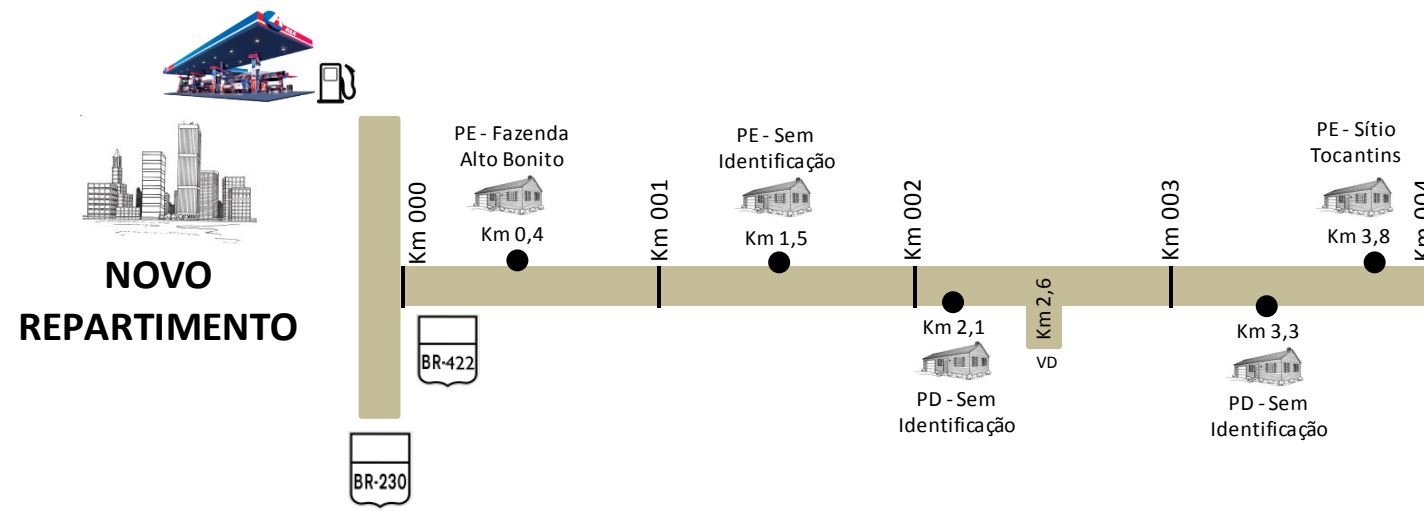 NOVO
REPARTIMENTO
BR-230
BR-422
Km 000
PE - Fazenda
Alto Bonito
Km 0,4
Km 001
PE - Sem
Identificação
Km 1,5
Km 002
Km 2,1
PD - Sem
Identificação
Km 2,6
VD
Km 003
Km 3,3
PD - Sem
Identificação
PE - Sítio
Tocantins
Km 3,8
Km 004